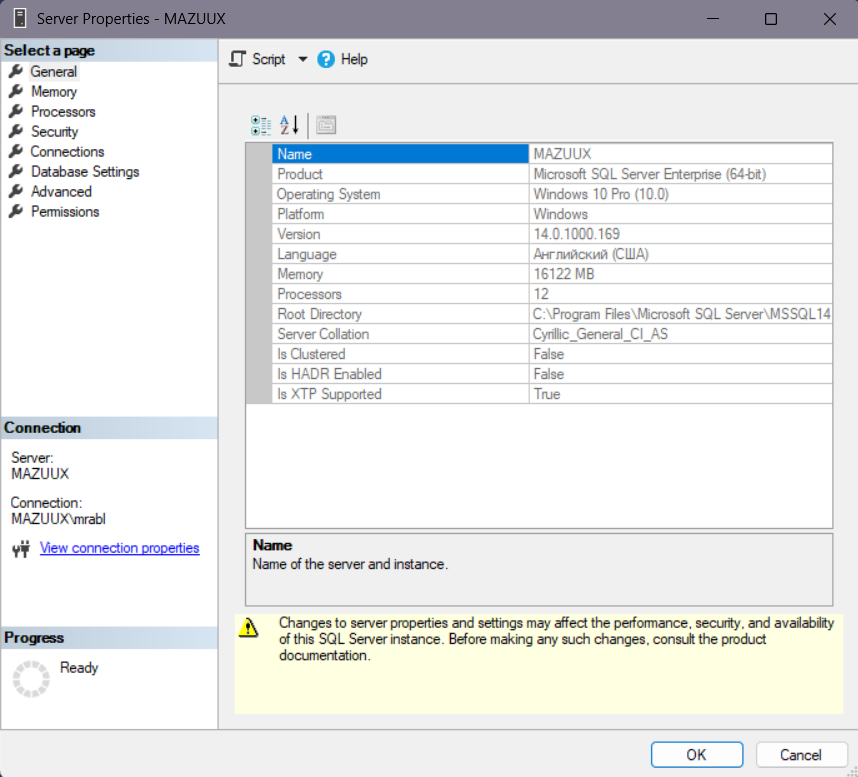 Server Properties - MAZUUX
Select a page
General
Memory
Processors
Security
Connections
Database Settings
Advanced
Permissions
Connection
Server:
MAZUUX
Connection:
MAZUUX\mrabl
View connection properties
Progress
Ready
Script
Help
Name MAZUUX
Product Microsoft SQL Server Enterprise (64-bit)
Operating System Windows 10 Pro (10.0)
Platform Windows
Version 14.0.1000.169
Language Английский (США)
Memory 16122 MB
Processors 12
Root Directory C:\Program Files\Microsoft SQL Server\MSSQL14
Server Collation Cyrillic_General_CI_AS
Is Clustered False
Is HADR Enabled False
Is XTP Supported True
Name
Name of the server and instance.
Changes to server properties and settings may affect the performance, security, and availability
of this SQL Server instance. Before making any such changes, consult the product
documentation.
OK
Cancel